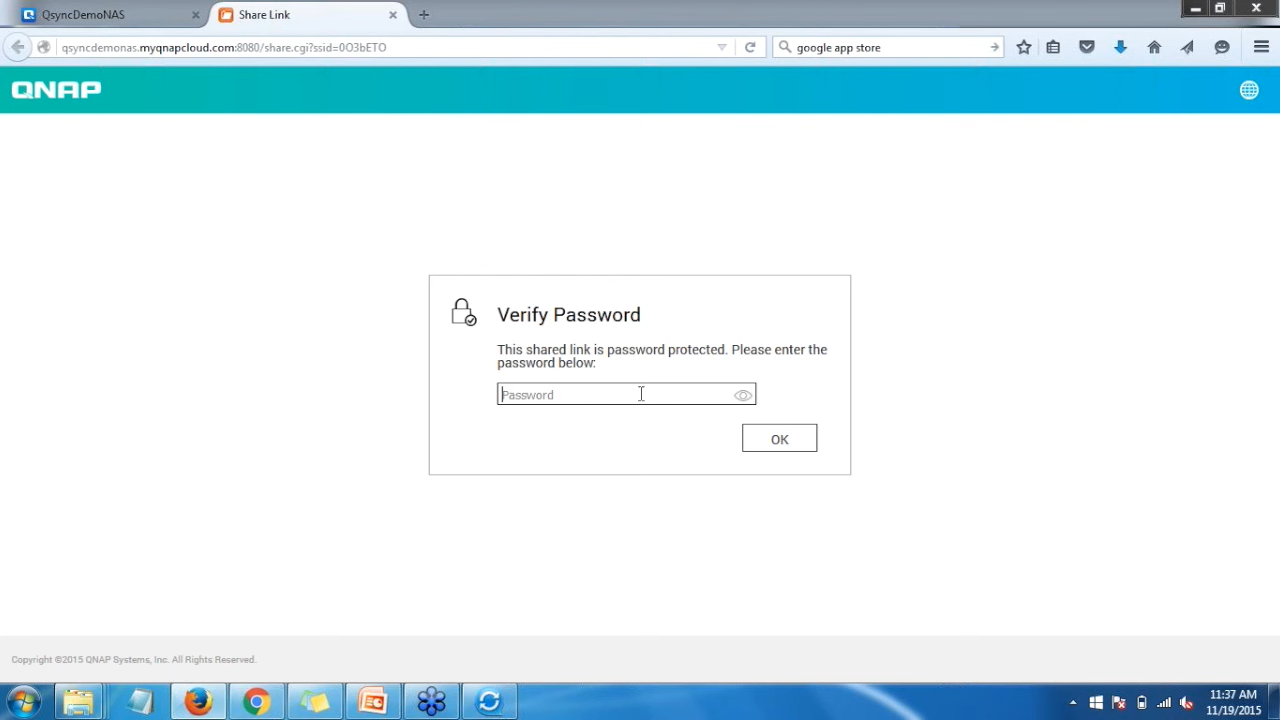 QsyncDemoNAS
Share Link
qsyncdemonas.myqnapcloud.com:8080/share.cgi?ssid=0O3bETO
google app store
QNAP
Verify Password
This shared link is password protected. Please enter the
password below:
Password
OK
Copyright ©2015 QNAP Systems, Inc. All Rights Reserved.
11:37 AM
11/19/2015